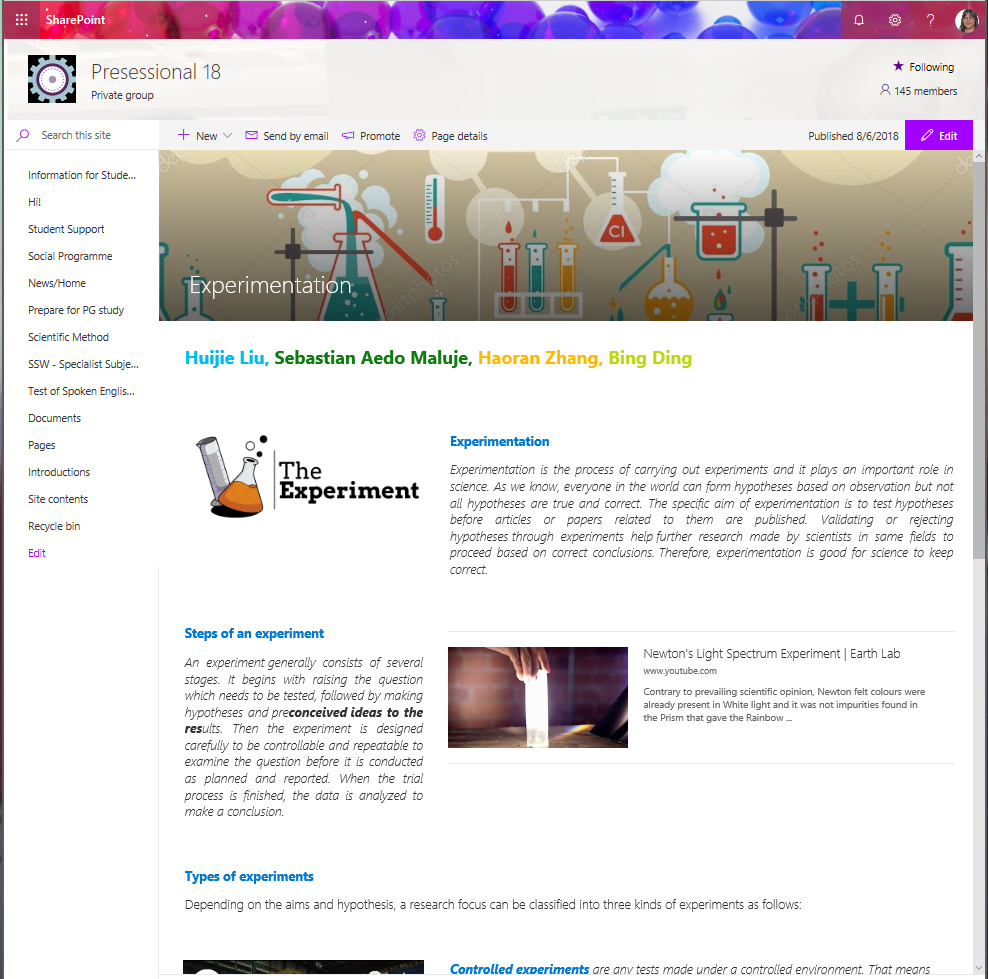 SharePoint
?
Presessional 18
Private group
Following
145 members
Search this site
New
Send by email
Promote
Page details
Published 8/6/2018
Edit
Information for Stude...
Hi!
Student Support
Social Programme
News/Home
Prepare for PG study
Scientific Method
SSW - Specialist Subje...
Test of Spoken Englis...
Documents
Pages
Introductions
Site contents
Recycle bin
Edit
Cl
Experimentation
Huijie Liu, Sebastian Aedo Maluje, Haoran Zhang, Bing Ding
The
Experiment
Experimentation
Experimentation is the process of carrying out experiments and it plays an important role in
science. As we know, everyone in the world can form hypotheses based on observation but not
all hypotheses are true and correct. The specific aim of experimentation is to test hypotheses
before articles or papers related to them are published. Validating or rejecting
hypotheses through experiments help further research made by scientists in same fields to
proceed based on correct conclusions. Therefore, experimentation is good for science to keep
correct.
Steps of an experiment
An experiment generally consists of several
stages. It begins with raising the question
which needs to be tested, followed by making
hypotheses and preconceived ideas to the
results. Then the experiment is designed
carefully to be controllable and repeatable to
examine the question before it is conducted
as planned and reported. When the trial
process is finished, the data is analyzed to
make a conclusion.
Newton's Light Spectrum Experiment | Earth Lab
www.youtube.com
Contrary to prevailing scientific opinion, Newton felt colours were
already present in White light and it was not impurities found in
the Prism that gave the Rainbow ...
Types of experiments
Depending on the aims and hypothesis, a research focus can be classified into three kinds of experiments as follows:
Controlled experiments are any tests made under a controlled environment. That means